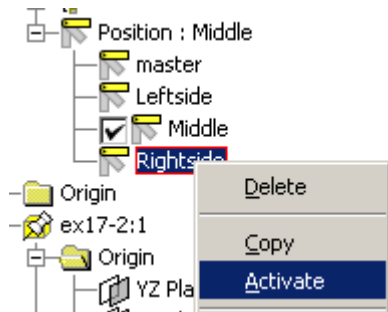 Position : Middle
master
Leftside
Middle
Rightside
Origin
Delete
ex17-2:1
Copy
Origin
Activate
YZ Pla